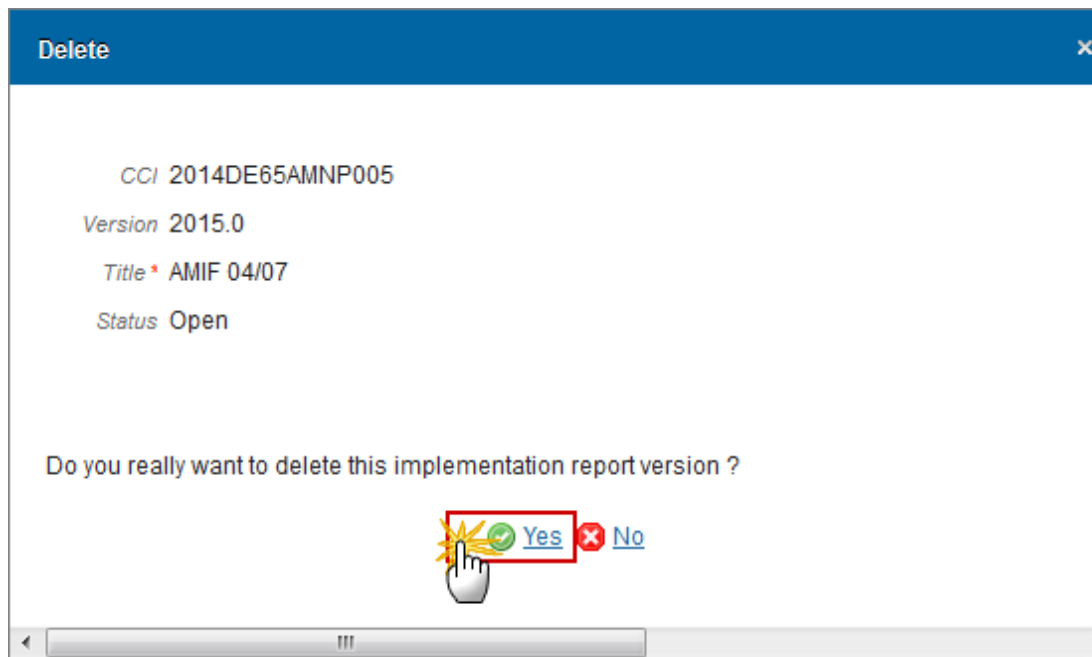 Delete
CCI 2014DE65AMNP005
Version 2015.0
Title * AMIF 04/07
Status Open
Do you really want to delete this implementation report version ?
Yes No